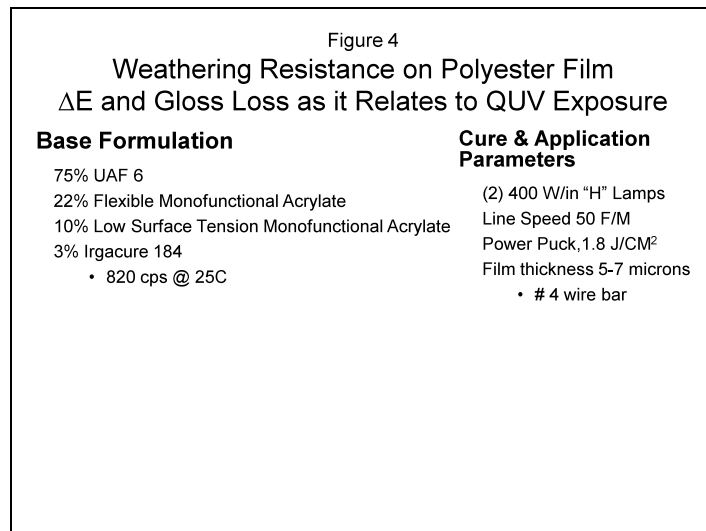 Figure 4
Weathering Resistance on Polyester Film
ΔE and Gloss Loss as it Relates to QUV Exposure
Base Formulation
75% UAF 6
22% Flexible Monofunctional Acrylate
10% Low Surface Tension Monofunctional Acrylate
3% Irgacure 184
• 820 cps @ 25C
Cure & Application
Parameters
(2) 400 W/in “H” Lamps
Line Speed 50 F/M
Power Puck,1.8 J/CM²
Film thickness 5-7 microns
• # 4 wire bar